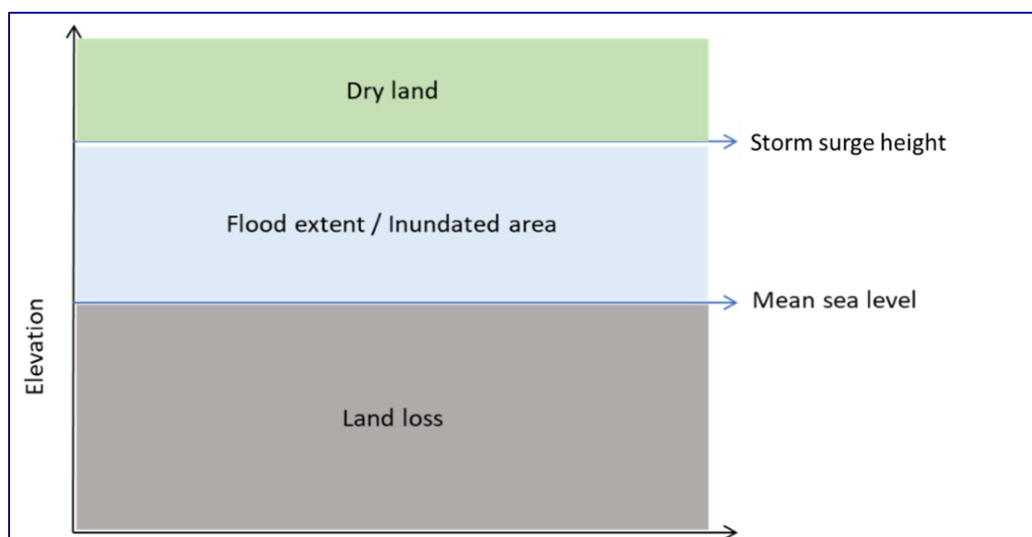 Dry land
Storm surge height
Flood extent / Inundated area
Mean sea level
Elevation
Land loss